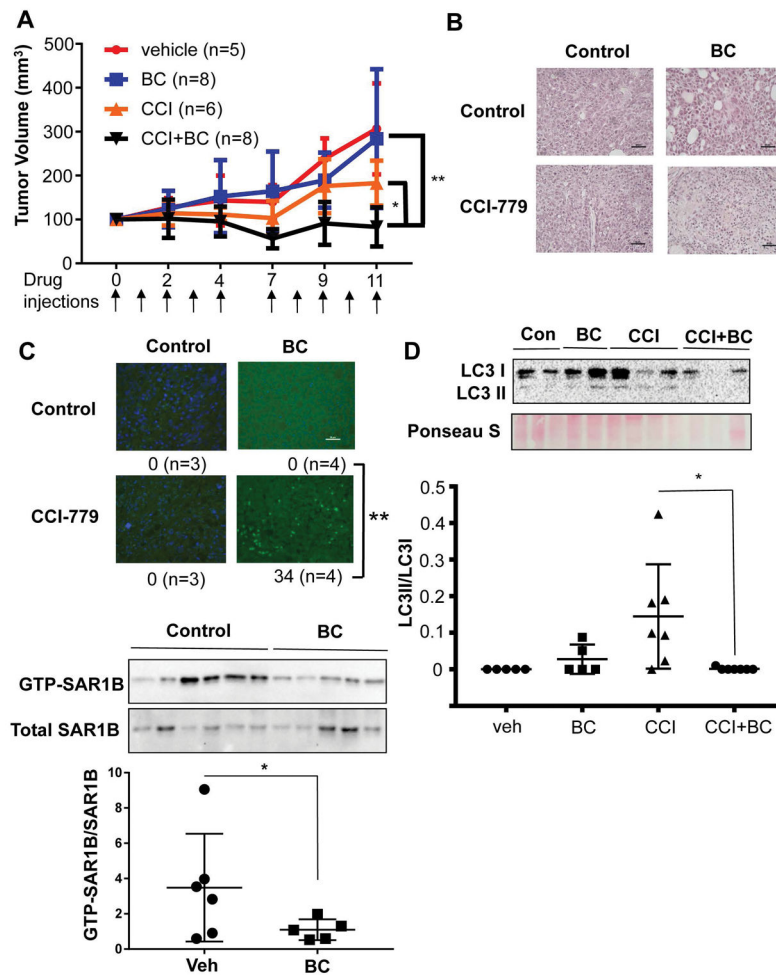 A
Tumor Volume (mm³)
500
400
300
200
100
0
vehicle (n=5)
BC (n=8)
CCI (n=6)
CCI+BC (n=8)
**
*
0 2 4 7 9 11
Drug
injections
B
Control BC
Control
CCI-779
C
Control BC
Control
0 (n=3) 0 (n=4)
CCI-779
**
0 (n=3) 34 (n=4)
Control BC
GTP-SAR1B
Total SAR1B
GTP-SAR1B/SAR1B
10
8
6
4
2
0
*
Veh BC
D
Con BC CCI CCI+BC
LC3 I
LC3 II
Ponseau S
LC3II/LC3I
0.5
0.4
0.3
0.2
0.1
0
*
veh BC CCI CCI+BC